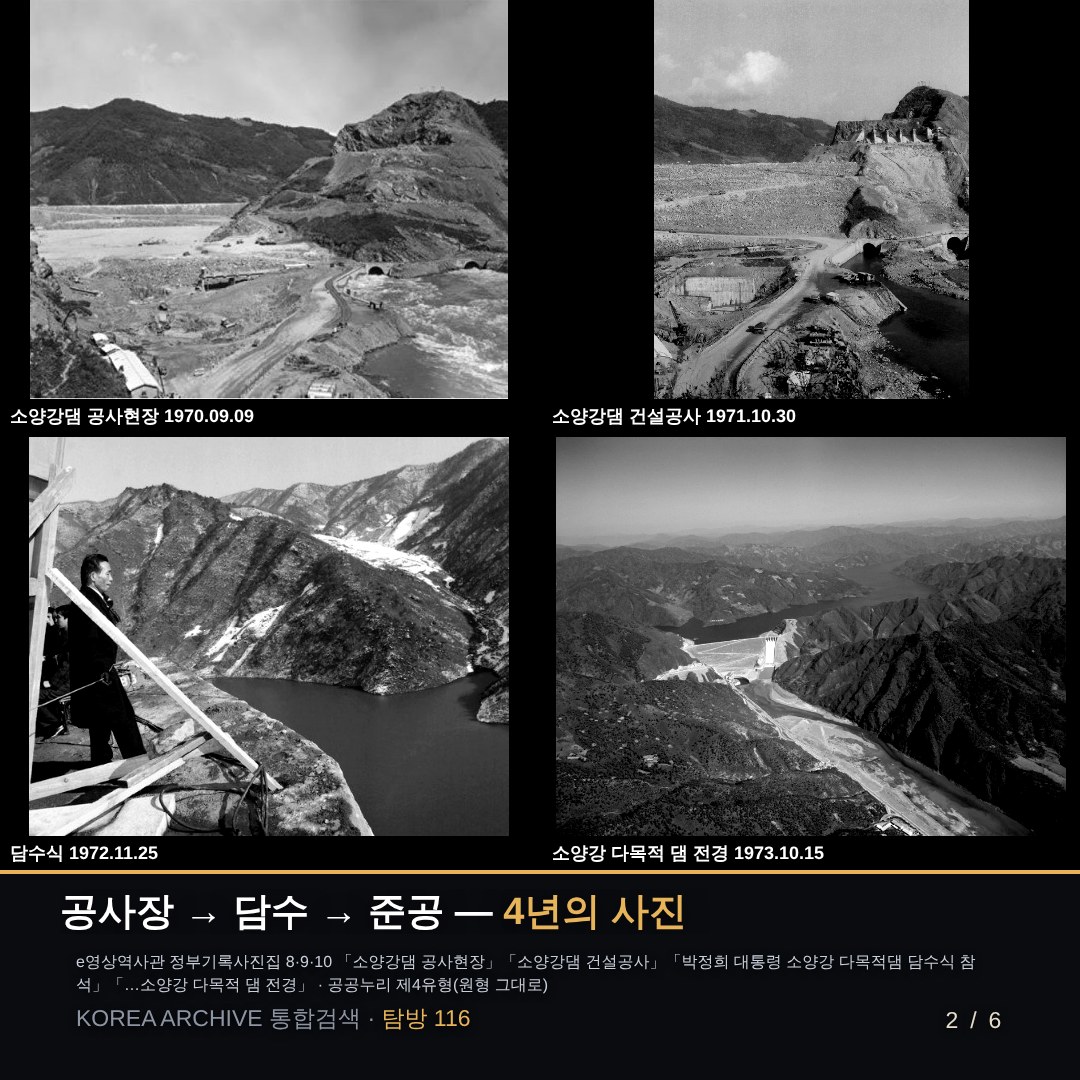 소양강댐 공사현장 1970.09.09
소양강댐 건설공사 1971.10.30
담수식 1972.11.25
소양강 다목적 댐 전경 1973.10.15
공사장 → 담수 → 준공 — 4년의 사진
e영상역사관 정부기록사진집 8·9·10 「소양강댐 공사현장」「소양강댐 건설공사」「박정희 대통령 소양강 다목적댐 담수식 참
석」「…소양강 다목적 댐 전경」 · 공공누리 제4유형(원형 그대로)
KOREA ARCHIVE 통합검색 · 탐방 116
2 / 6